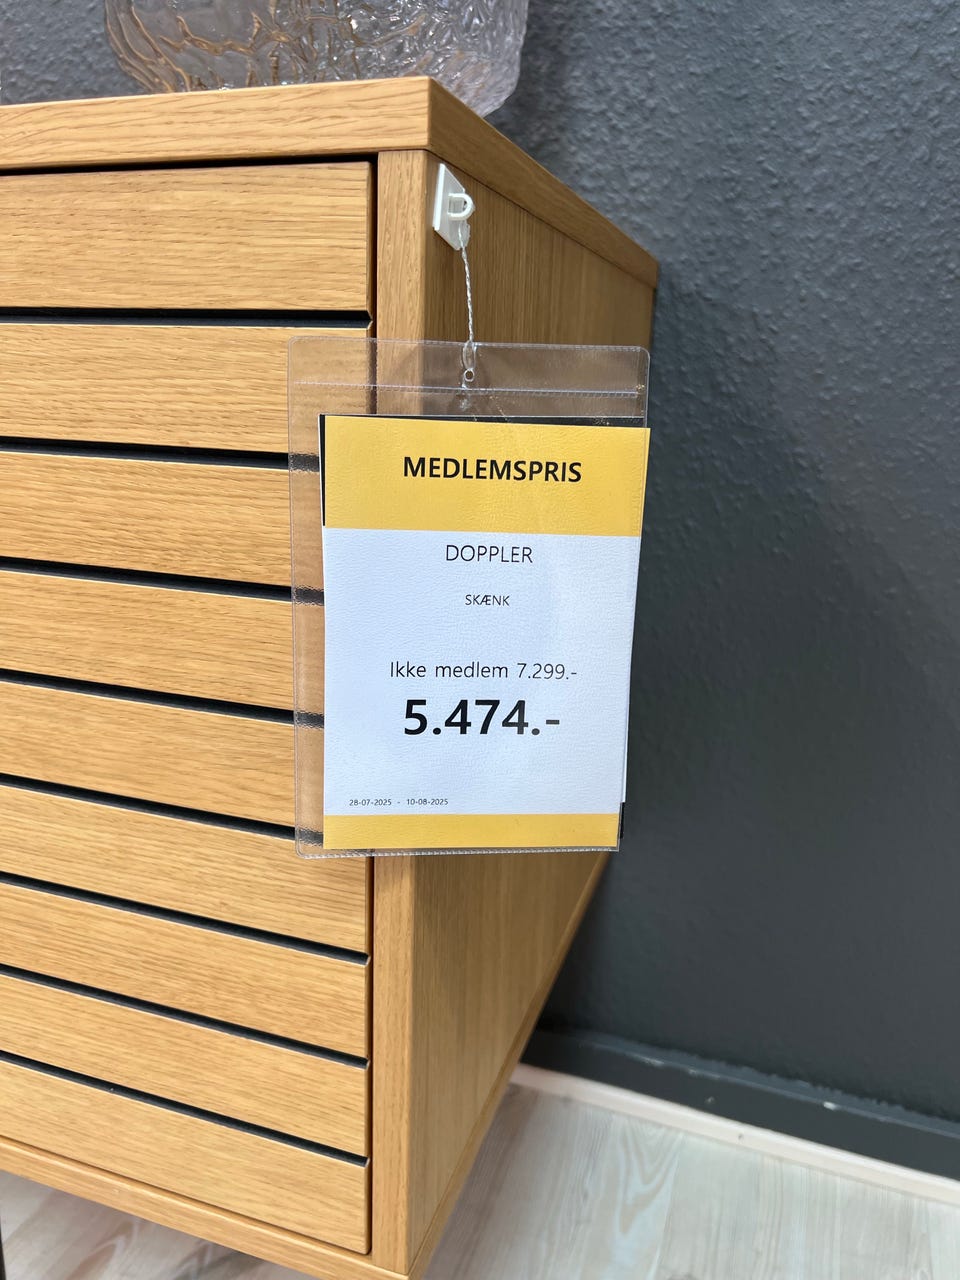 MEDLEMSPRIS
DOPPLER
SKÆNK
Ikke medlem 7.299.-
5.474.-
28-07-2025 - 10-08-2025